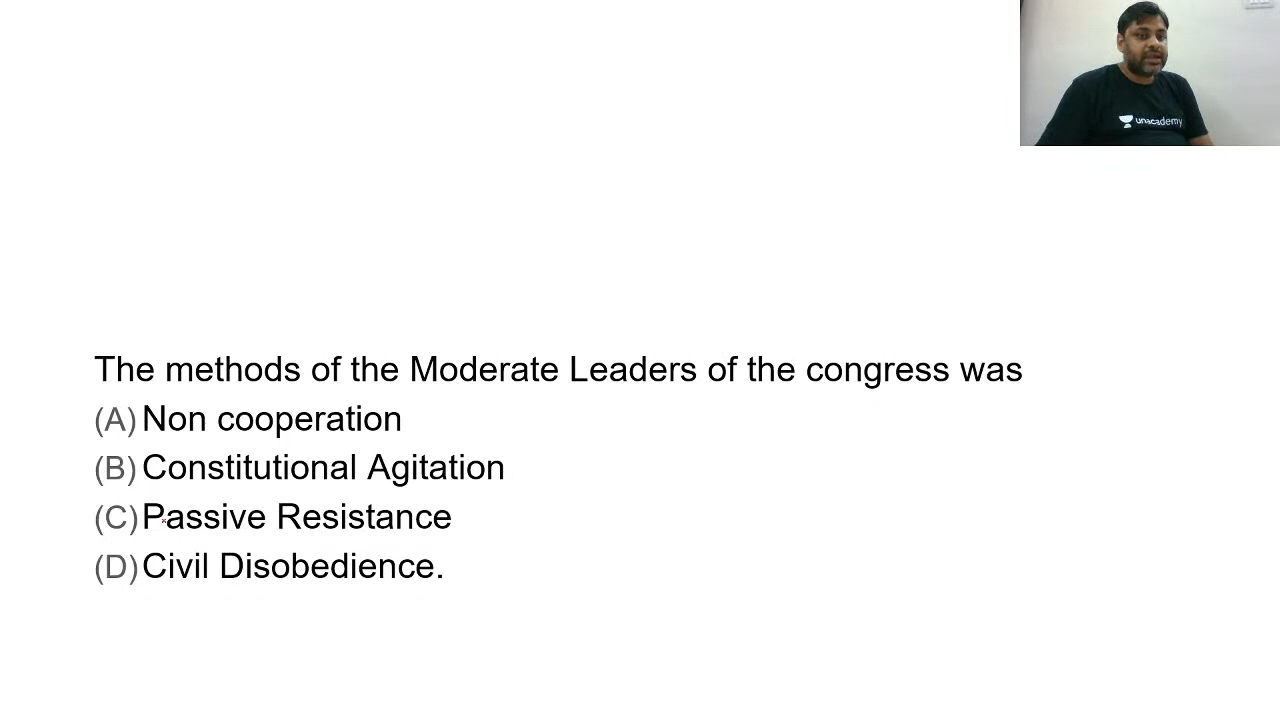 unacademy
The methods of the Moderate Leaders of the congress was
(A) Non cooperation
(B) Constitutional Agitation
(C) Passive Resistance
(D) Civil Disobedience.